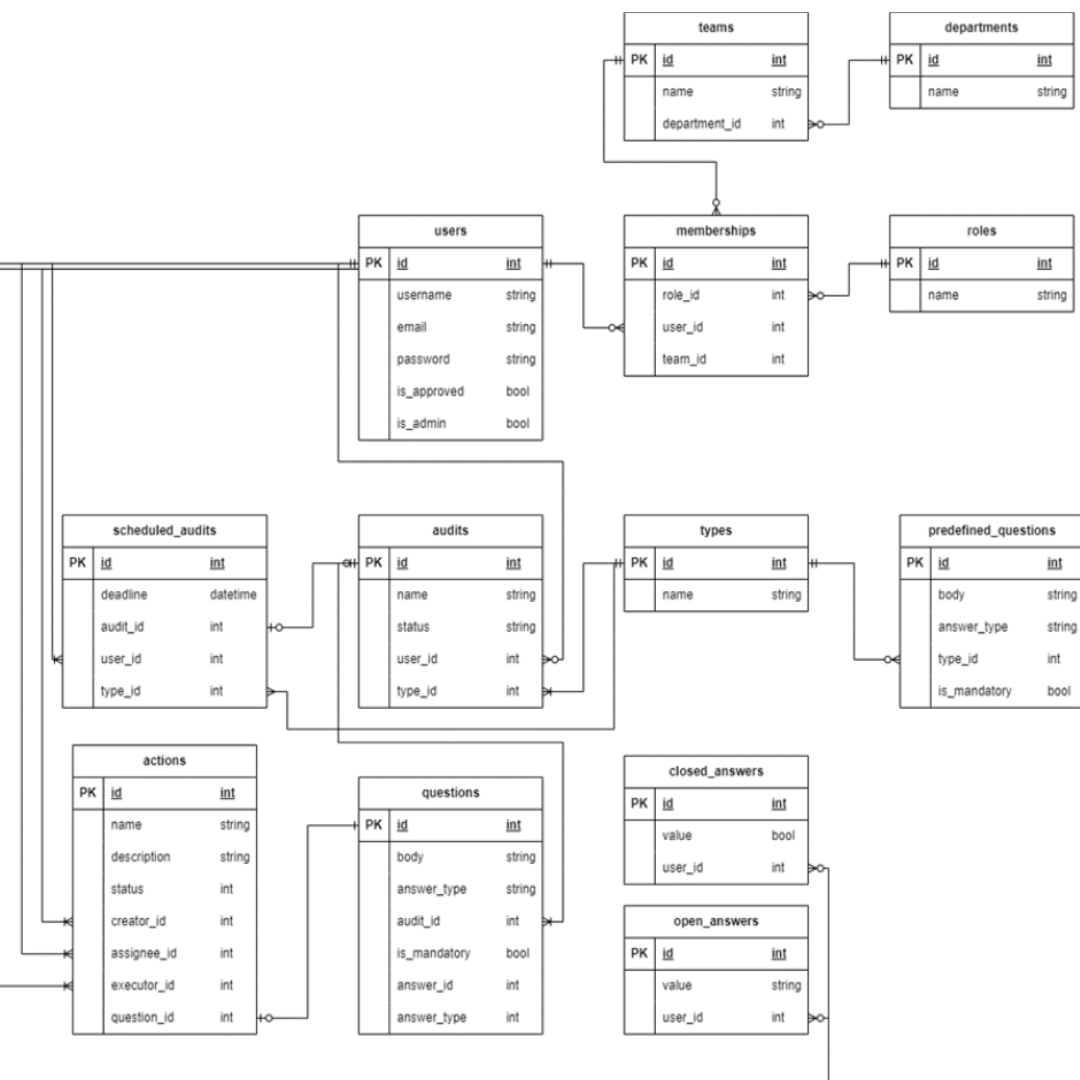 teams
PK id int
name string
department_id int
departments
PK id int
name string
users
PK id int
username string
email string
password string
is_approved bool
is_admin bool
memberships
PK id int
role_id int
user_id int
team_id int
roles
PK id int
name string
scheduled_audits
PK id int
deadline datetime
audit_id int
user_id int
type_id int
audits
PK id int
name string
status string
user_id int
type_id int
types
PK id int
name string
predefined_questions
PK id int
body string
answer_type string
type_id int
is_mandatory bool
actions
PK id int
name string
description string
status int
creator_id int
assignee_id int
executor_id int
question_id int
questions
PK id int
body string
answer_type string
audit_id int
is_mandatory bool
answer_id int
answer_type int
closed_answers
PK id int
value bool
user_id int
open_answers
PK id int
value string
user_id int